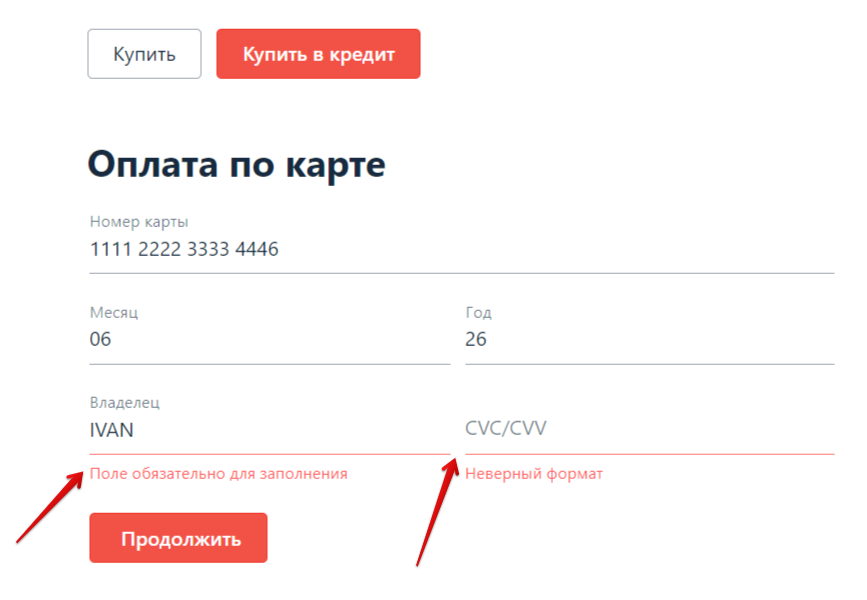 Купить Купить в кредит
Оплата по карте
Номер карты
1111 2222 3333 4446
Месяц Год
06 26
Владелец
IVAN CVC/CVV
Поле обязательно для заполнения Неверный формат
Продолжить